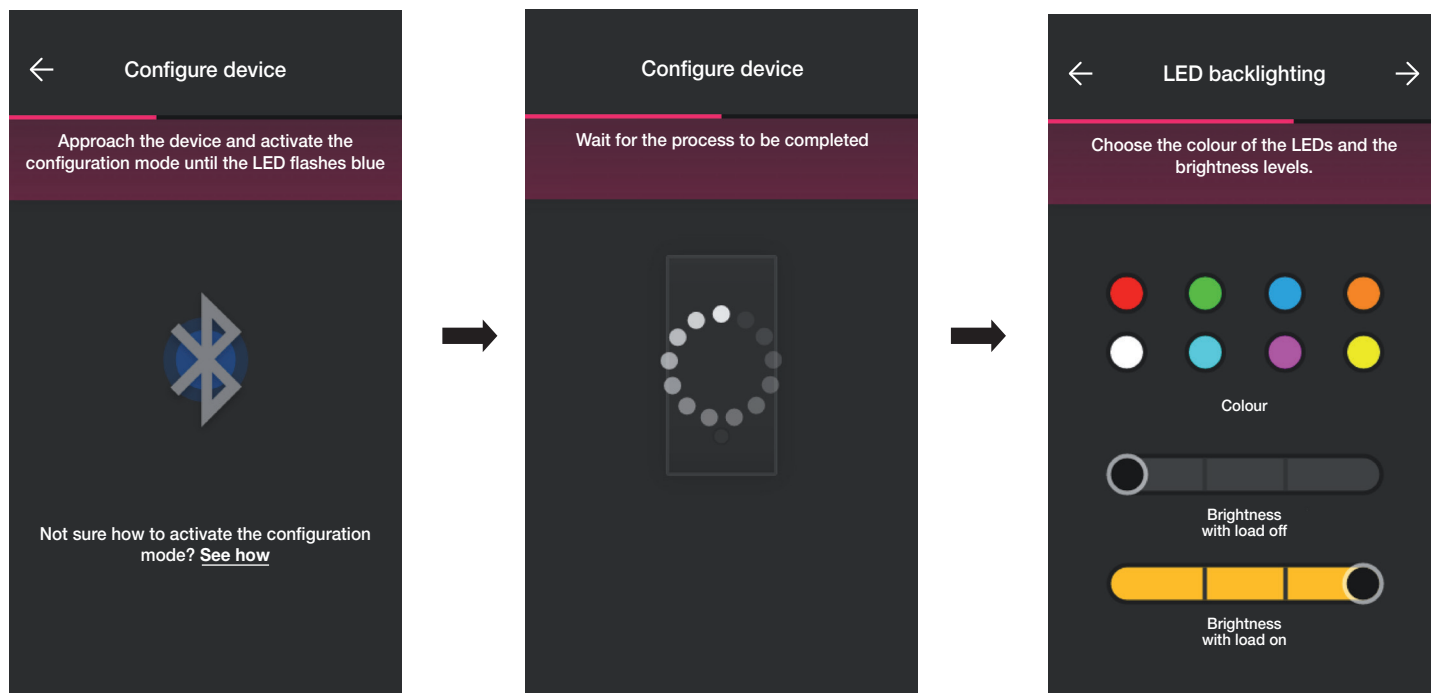 Configure device
Approach the device and activate the
configuration mode until the LED flashes blue
Not sure how to activate the configuration
mode? See how
Configure device
Wait for the process to be completed
LED backlighting
Choose the colour of the LEDs and the
brightness levels.
Colour
Brightness
with load off
Brightness
with load on